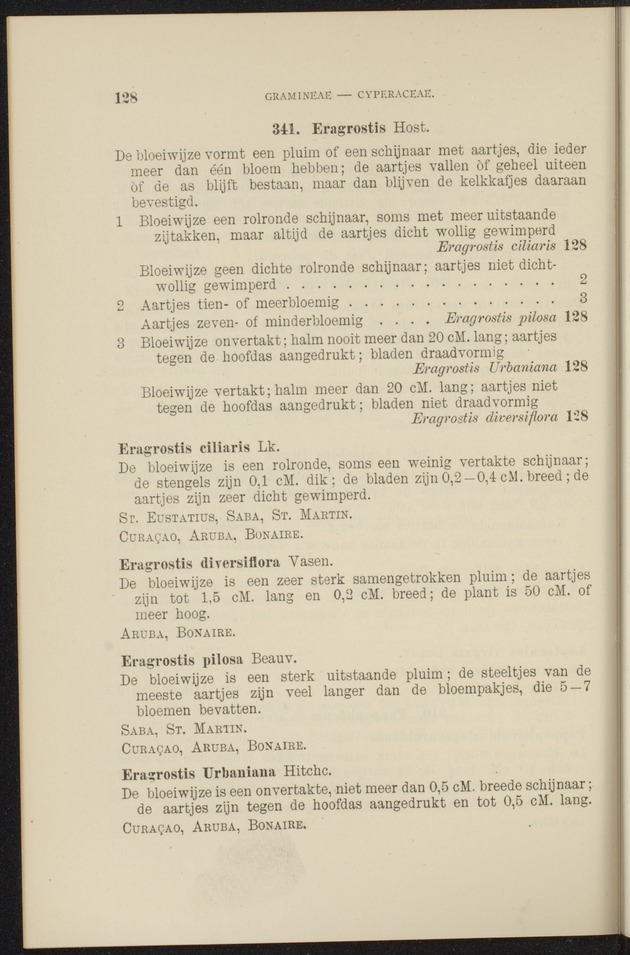 128
GRAMINEAE — CYPERACEAE.
341. Eragrostis Host.
De bloeiwijze vormt een pluim of een schijnaar met aartjes, die ieder
meer dan één bloem hebben; de aartjes vallen òf geheel uiteen
òf de as blijft bestaan, maar dan blijven de kelkkafjes daaraan
bevestigd.
1 Bloeiwijze een rolronde schijnaar, soms met meer uitstaande
zijtakken, maar altijd de aartjes dicht wollig gewimperd
Eragrostis ciliaris 128
Bloeiwijze geen dichte rolronde schijnaar; aartjes niet dicht-
wollig gewimperd . . . . . . . . . . . . . . . . . . 2
2 Aartjes tien- of meerbloemig . . . . . . . . . . . . . . 3
Aartjes zeven- of minderbloemig . . . . Eragrostis pilosa 128
3 Bloeiwijze onvertakt; halm nooit meer dan 20 cM. lang; aartjes
tegen de hoofdas aangedrukt; bladen draadvormig
Eragrostis Urbaniana 128
Bloeiwijze vertakt; halm meer dan 20 cM. lang; aartjes niet
tegen de hoofdas aangedrukt; bladen niet draadvormig
Eragrostis diversiflora 128
Eragrostis ciliaris Lk.
De bloeiwijze is een rolronde, soms een weinig vertakte schijnaar;
de stengels zijn 0,1 cM. dik; de bladen zijn 0,2—0,4 cM. breed; de
aartjes zijn zeer dicht gewimperd.
St. Eustatius, Saba, St. Martin.
Curaçao, Aruba, Bonaire.
Eragrostis diversiflora Vasen.
De bloeiwijze is een zeer sterk samengetrokken pluim; de aartjes
zijn tot 1,5 cM. lang en 0,2 cM. breed; de plant is 50 cM. of
meer hoog.
Aruba, Bonaire.
Eragrostis pilosa Beauv.
De bloeiwijze is een sterk uitstaande pluim; de steeltjes van de
meeste aartjes zijn veel langer dan de bloempakjes, die 5—7
bloemen bevatten.
Saba, St. Martin.
Curaçao, Aruba, Bonaire.
Eragrostis Urbaniana Hitchc.
De bloeiwijze is een onvertakte, niet meer dan 0,5 cM. breede schijnaar;
de aartjes zijn tegen de hoofdas aangedrukt en tot 0,5 cM. lang.
Curaçao, Aruba, Bonaire.